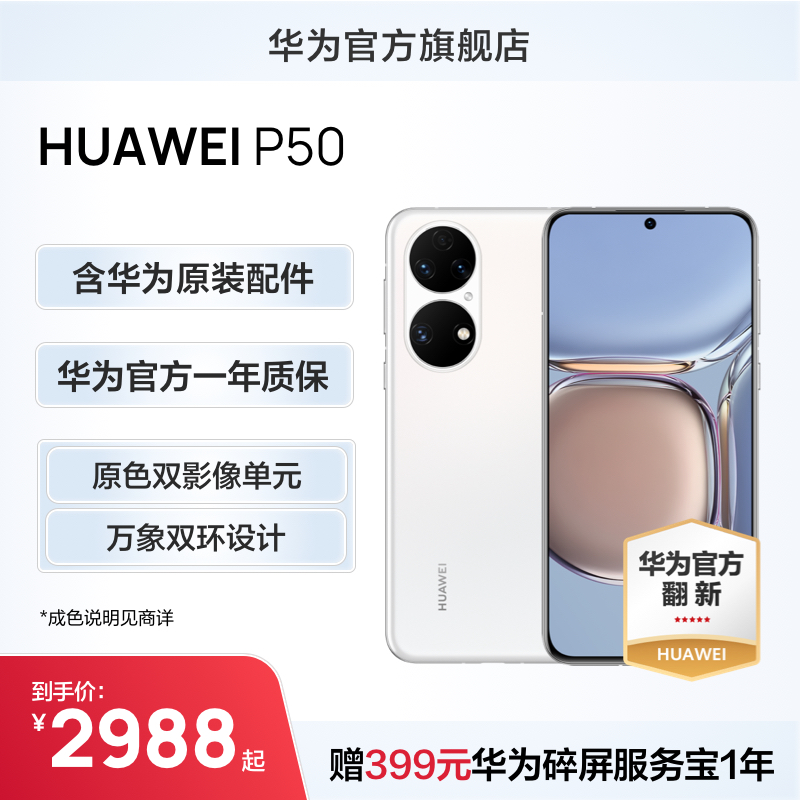 华为官方旗舰店
HUAWEI P50
含华为原装配件
华为官方一年质保
原色双影像单元
万象双环设计
*成色说明见商详
HUAWEI
华为官方
翻新
HUAWEI
到手价:
¥2988起
赠399元华为碎屏服务宝1年